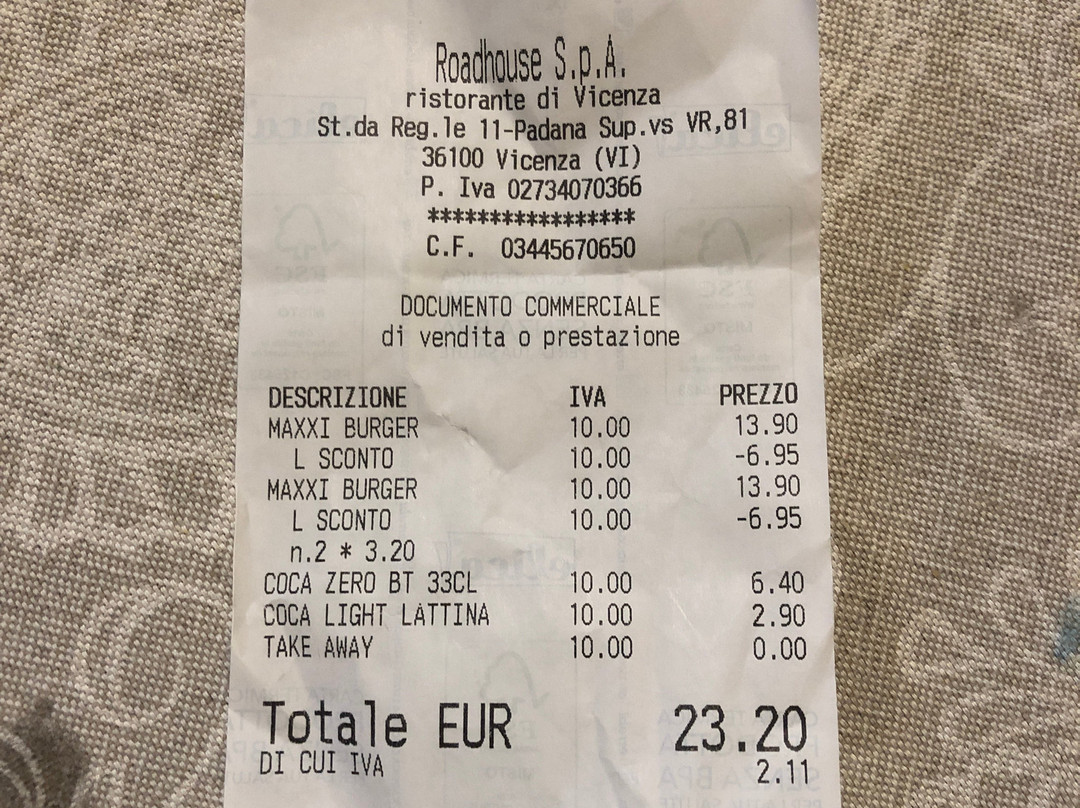 Roadhouse S.p.A.
ristorante di Vicenza
St.da Reg.le 11-Padana Sup.vs VR,81
36100 Vicenza (VI)
P. Iva 02734070366
*****************
C.F. 03445670650
DOCUMENTO COMMERCIALE
di vendita o prestazione
DESCRIZIONE IVA PREZZO
MAXXI BURGER 10.00 13.90
L SCONTO 10.00 -6.95
MAXXI BURGER 10.00 13.90
L SCONTO 10.00 -6.95
n.2 * 3.20
COCA ZERO BT 33CL 10.00 6.40
COCA LIGHT LATTINA 10.00 2.90
TAKE AWAY 10.00 0.00
Totale EUR 23.20
DI CUI IVA 2.11